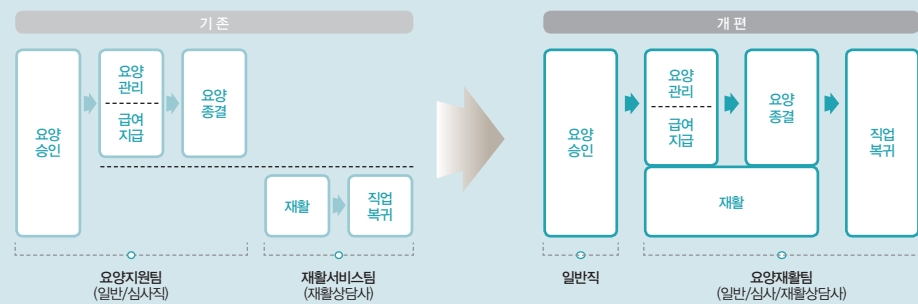 기 존
요양
승인
요양
관리
급여
지급
요양
종결
재활
직업
복귀
요양지원팀
(일반/심사직)
재활서비스팀
(재활상담사)
개 편
요양
승인
요양
관리
급여
지급
요양
종결
재활
직업
복귀
일반직
요양재활팀
(일반/심사/재활상담사)